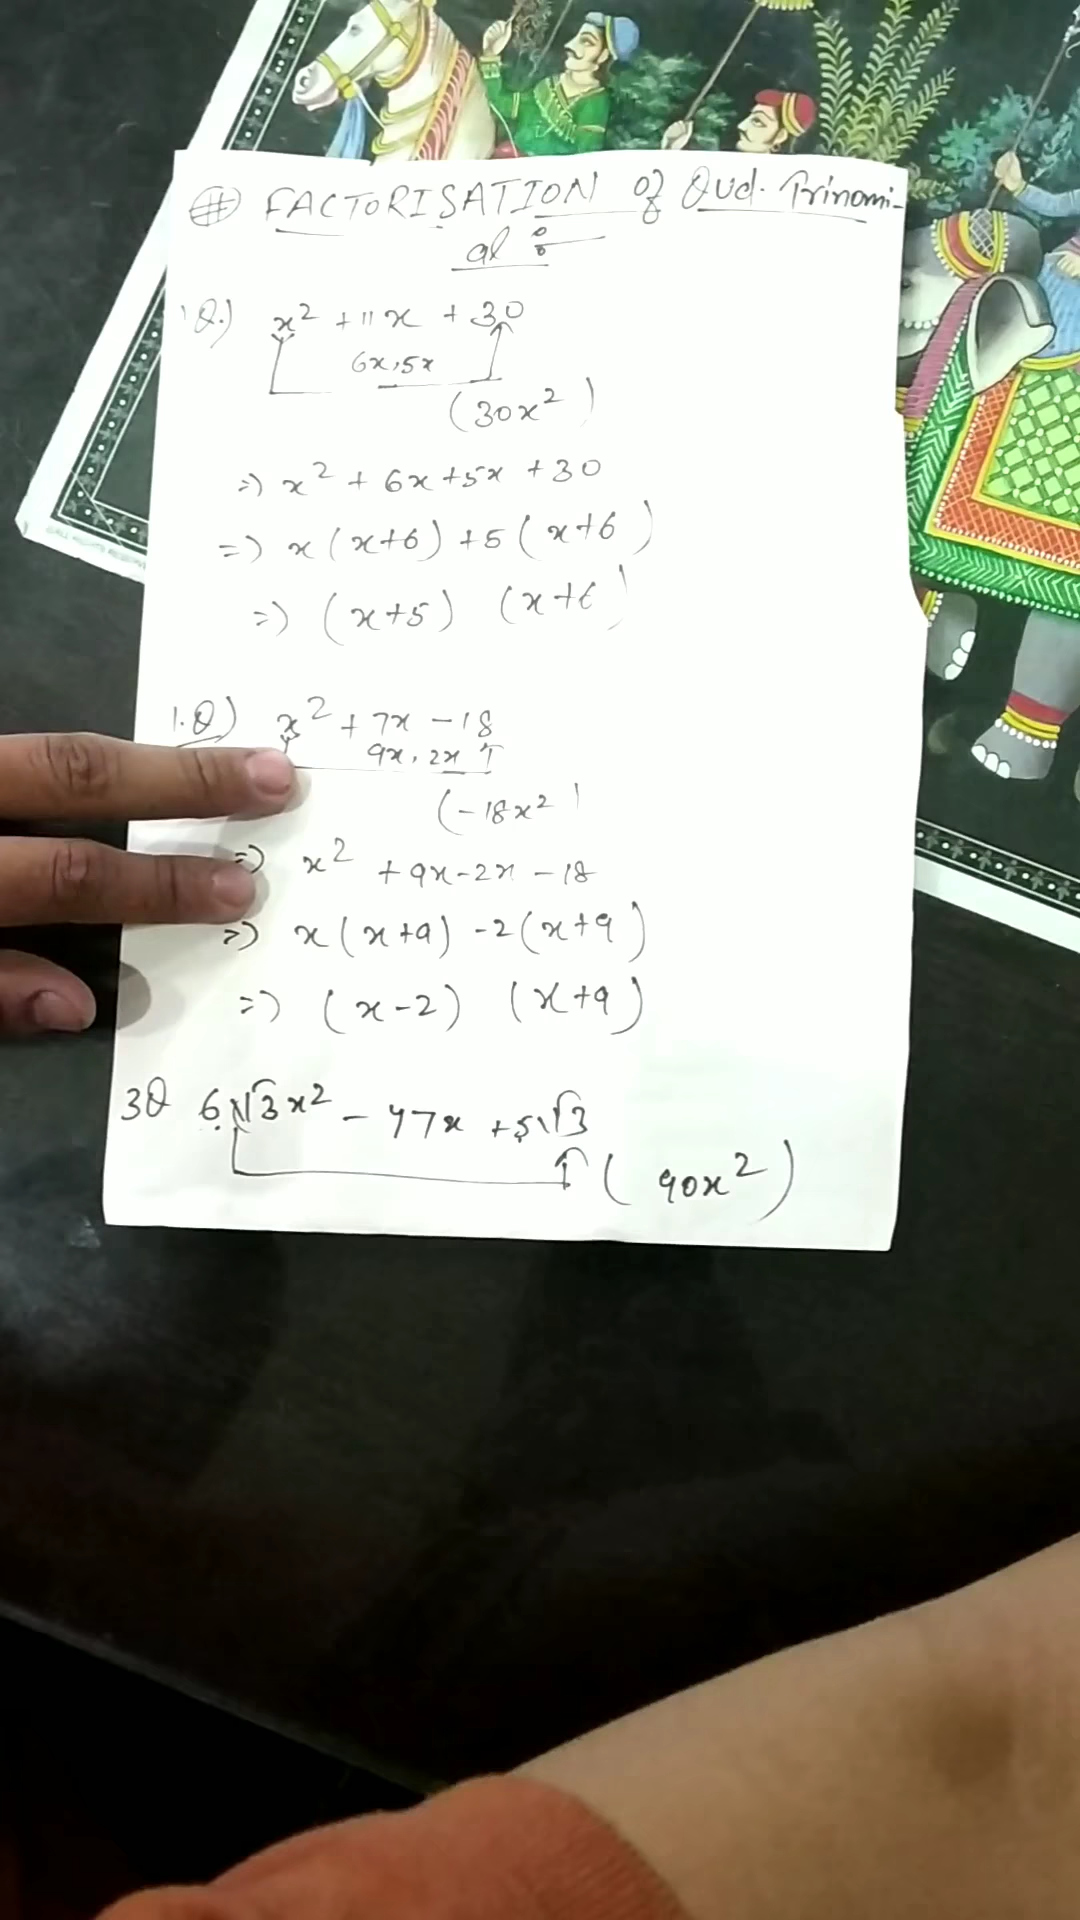 # FACTORISATION of Qud. Trinomi-
al :
1Q.) x² + 11x + 30
6x, 5x
(30x²)
=) x² + 6x + 5x + 30
=) x (x+6) + 5 (x+6)
=) (x+5) (x+6)
1.Q) x² + 7x - 18
9x, 2x
(-18x²)
=) x² + 9x - 2x - 18
=) x (x+9) - 2 (x+9)
=) (x-2) (x+9)
3Q 6√3x² - 47x + 5√3
(90x²)